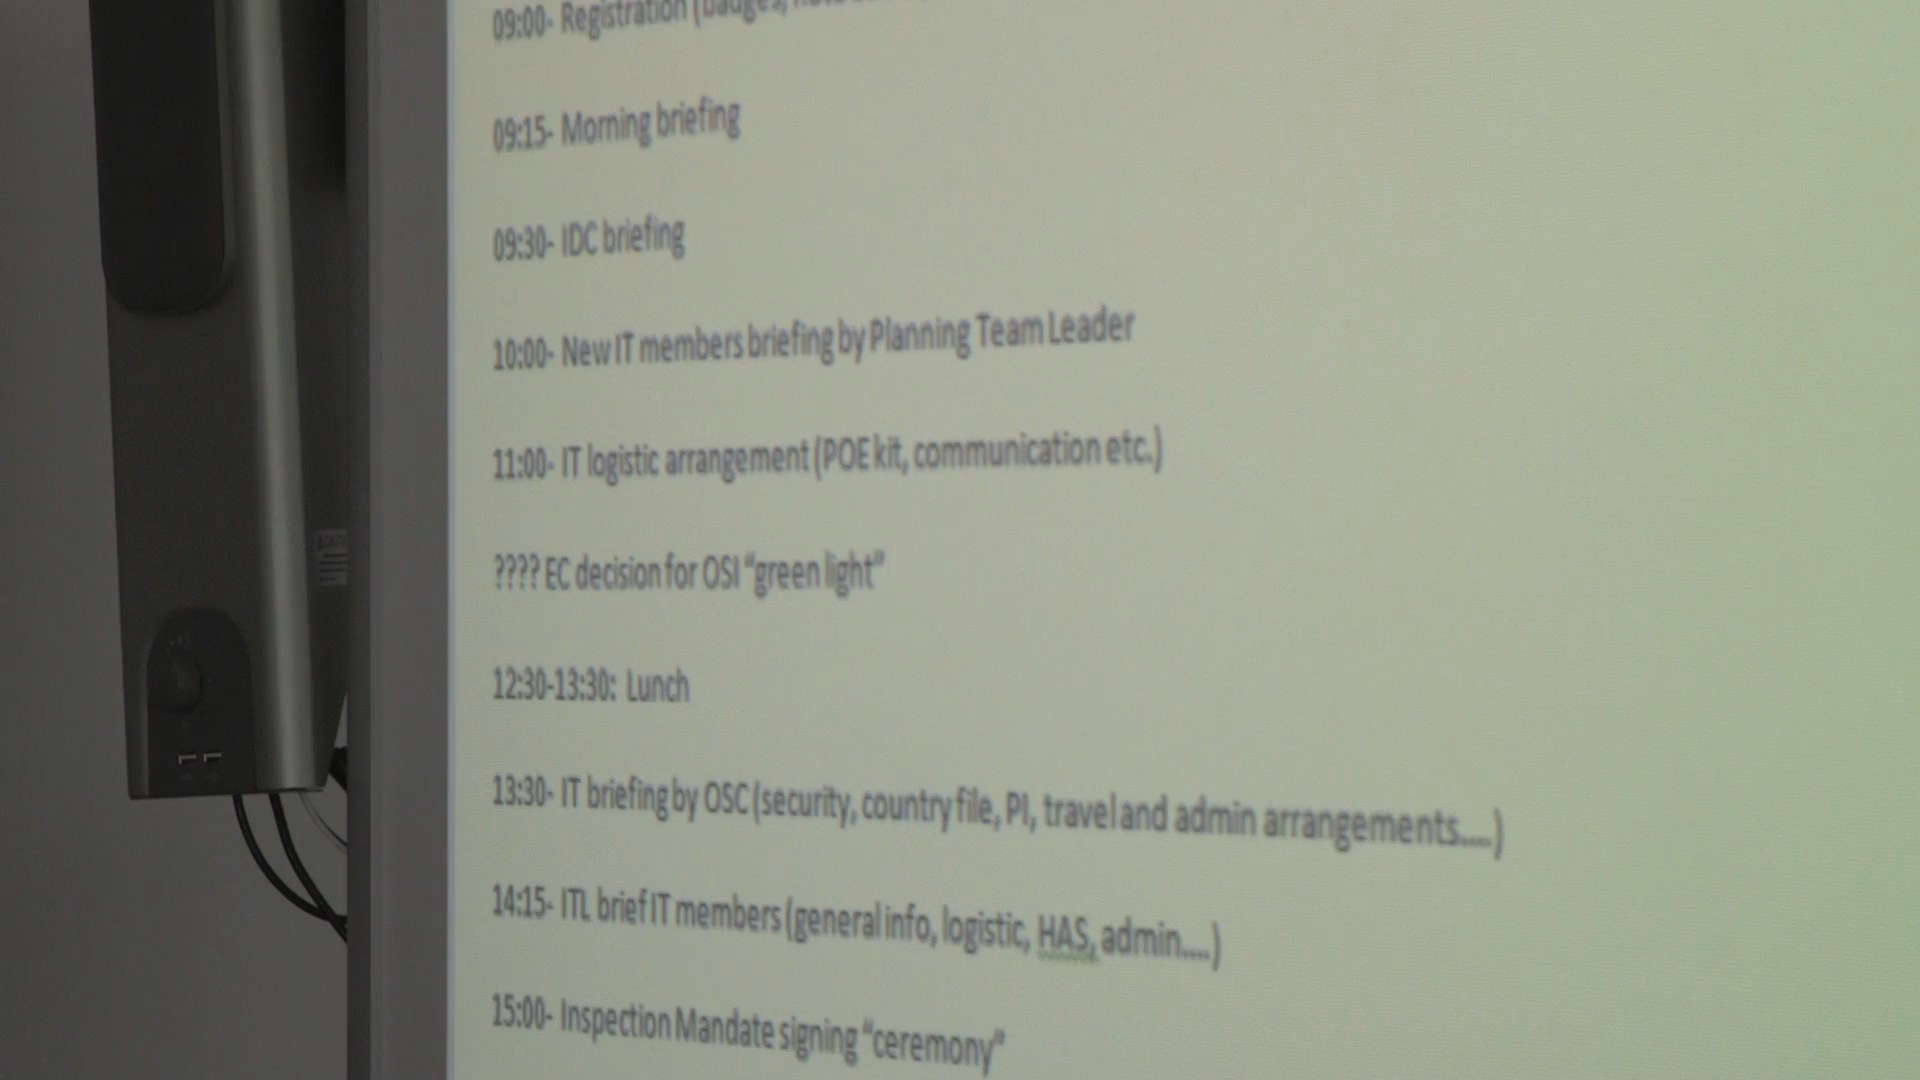 09:00- Registration (badges,
09:15- Morning briefing
09:30- IDC briefing
10:00- New IT members briefing by Planning Team Leader
11:00- IT logistic arrangement (POE kit, communication etc.)
???? EC decision for OSI “green light”
12:30-13:30: Lunch
13:30- IT briefing by OSC (security, country file, PI, travel and admin arrangements....)
14:15- ITL brief IT members (general info, logistic, HAS, admin....)
15:00- Inspection Mandate signing “ceremony”